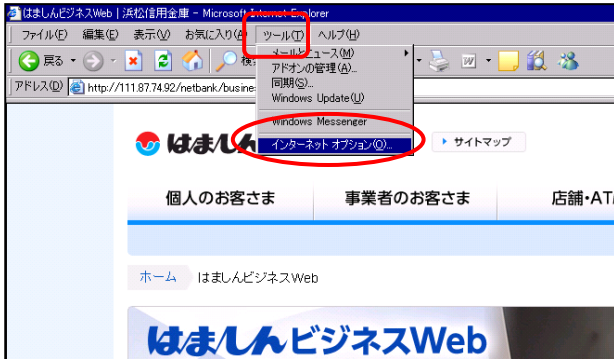 はましんビジネスWeb | 浜松信用金庫 - Microsoft Internet Explorer
ファイル(F) 編集(E) 表示(V) お気に入り(A) ツール(T) ヘルプ(H)
戻る
メールとニュース(M)
アドオンの管理(A)...
同期(S)...
Windows Update(U)
Windows Messenger
インターネット オプション(O)...
アドレス(D) http://111.87.74.92/netbank/busine
はましん
サイトマップ
個人のお客さま 事業者のお客さま 店舗・ATM
ホーム はましんビジネスWeb
はましんビジネスWeb